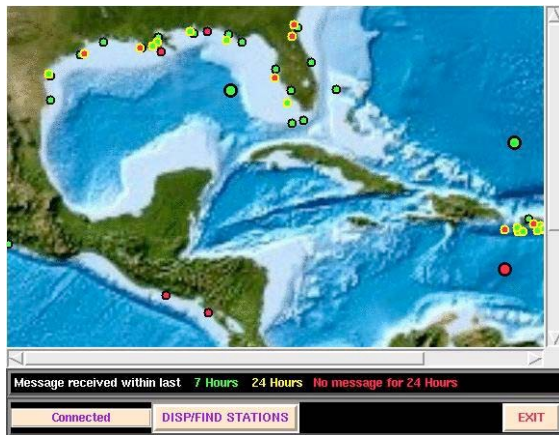 Message received within last 7 Hours 24 Hours No message for 24 Hours
Connected DISP/FIND STATIONS EXIT